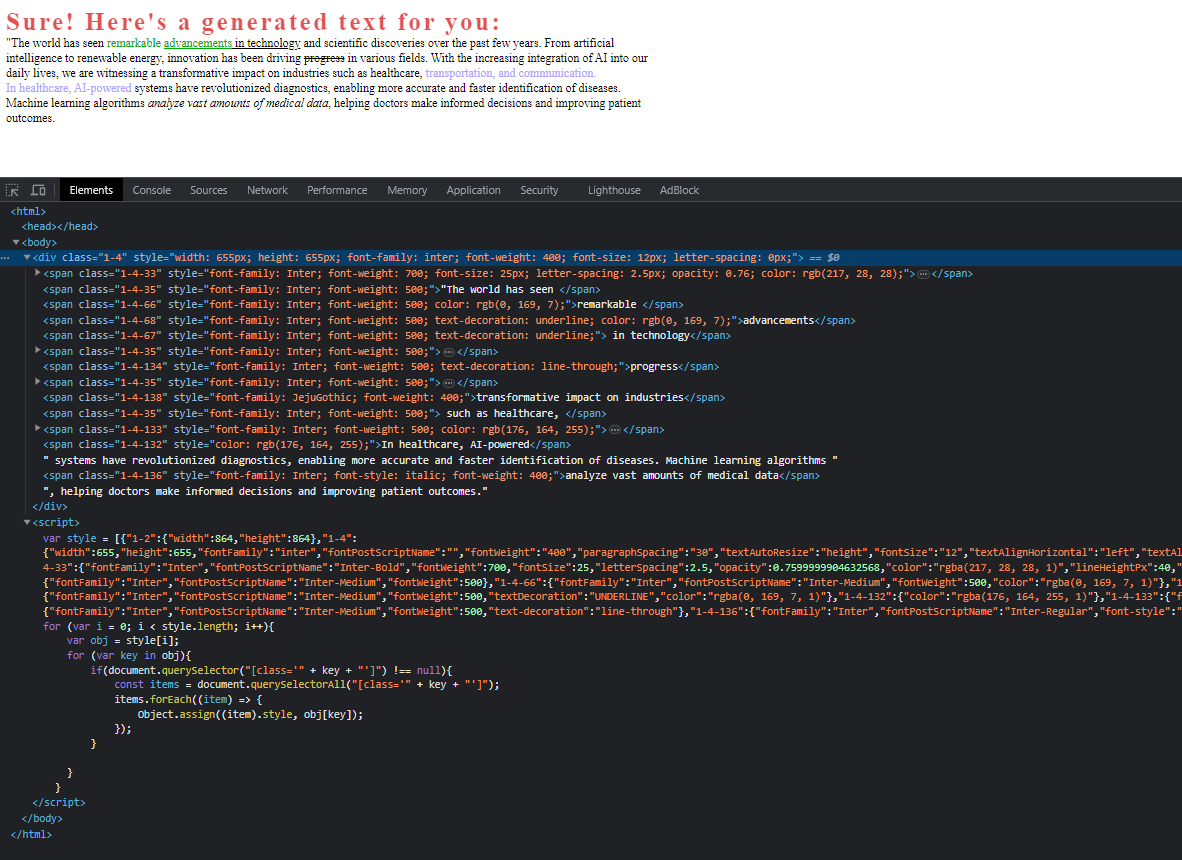 Sure! Here's a generated text for you:
"The world has seen remarkable advancements in technology and scientific discoveries over the past few years. From artificial
intelligence to renewable energy, innovation has been driving progress in various fields. With the increasing integration of AI into our
daily lives, we are witnessing a transformative impact on industries such as healthcare, transportation, and communication.
In healthcare, AI-powered systems have revolutionized diagnostics, enabling more accurate and faster identification of diseases.
Machine learning algorithms analyze vast amounts of medical data, helping doctors make informed decisions and improving patient
outcomes.
Elements Console Sources Network Performance Memory Application Security Lighthouse AdBlock
<html>
<head></head>
<body>
<div class="1-4" style="width: 655px; height: 655px; font-family: inter; font-weight: 400; font-size: 12px; letter-spacing: 0px;"> == $0
<span class="1-4-33" style="font-family: Inter; font-weight: 700; font-size: 25px; letter-spacing: 2.5px; opacity: 0.76; color: rgb(217, 28, 28);">…</span>
<span class="1-4-35" style="font-family: Inter; font-weight: 500;">"The world has seen </span>
<span class="1-4-66" style="font-family: Inter; font-weight: 500; color: rgb(0, 169, 7);">remarkable </span>
<span class="1-4-68" style="font-family: Inter; font-weight: 500; text-decoration: underline; color: rgb(0, 169, 7);">advancements</span>
<span class="1-4-67" style="font-family: Inter; font-weight: 500; text-decoration: underline;"> in technology</span>
<span class="1-4-35" style="font-family: Inter; font-weight: 500;">…</span>
<span class="1-4-134" style="font-family: Inter; font-weight: 500; text-decoration: line-through;">progress</span>
<span class="1-4-35" style="font-family: Inter; font-weight: 500;">…</span>
<span class="1-4-138" style="font-family: JejuGothic; font-weight: 400;">transformative impact on industries</span>
<span class="1-4-35" style="font-family: Inter; font-weight: 500;"> such as healthcare, </span>
<span class="1-4-133" style="font-family: Inter; font-weight: 500; color: rgb(176, 164, 255);">…</span>
<span class="1-4-132" style="color: rgb(176, 164, 255);">In healthcare, AI-powered</span>
" systems have revolutionized diagnostics, enabling more accurate and faster identification of diseases. Machine learning algorithms "
<span class="1-4-136" style="font-family: Inter; font-style: italic; font-weight: 400;">analyze vast amounts of medical data</span>
", helping doctors make informed decisions and improving patient outcomes."
</div>
<script>
var style = [{"1-2":{"width":864,"height":864},"1-4":
{"width":655,"height":655,"fontFamily":"inter","fontPostScriptName":"","fontWeight":"400","paragraphSpacing":"30","textAutoResize":"height","fontSize":"12","textAlignHorizontal":"left","textAl
4-33":{"fontFamily":"Inter","fontPostScriptName":"Inter-Bold","fontWeight":700,"fontSize":25,"letterSpacing":2.5,"opacity":0.7599999904632568,"color":"rgba(217, 28, 28, 1)","lineHeightPx":40,"
{"fontFamily":"Inter","fontPostScriptName":"Inter-Medium","fontWeight":500},"1-4-66":{"fontFamily":"Inter","fontPostScriptName":"Inter-Medium","fontWeight":500,"color":"rgba(0, 169, 7, 1)"},"1
{"fontFamily":"Inter","fontPostScriptName":"Inter-Medium","fontWeight":500,"textDecoration":"UNDERLINE","color":"rgba(0, 169, 7, 1)"},"1-4-132":{"color":"rgba(176, 164, 255, 1)"},"1-4-133":{"f
{"fontFamily":"Inter","fontPostScriptName":"Inter-Medium","fontWeight":500,"text-decoration":"line-through"},"1-4-136":{"fontFamily":"Inter","fontPostScriptName":"Inter-Regular","font-style":"
for (var i = 0; i < style.length; i++){
var obj = style[i];
for (var key in obj){
if(document.querySelector("[class='" + key + "']") !== null){
const items = document.querySelectorAll("[class='" + key + "']");
items.forEach((item) => {
Object.assign((item).style, obj[key]);
});
}
}
}
</script>
</body>
</html>